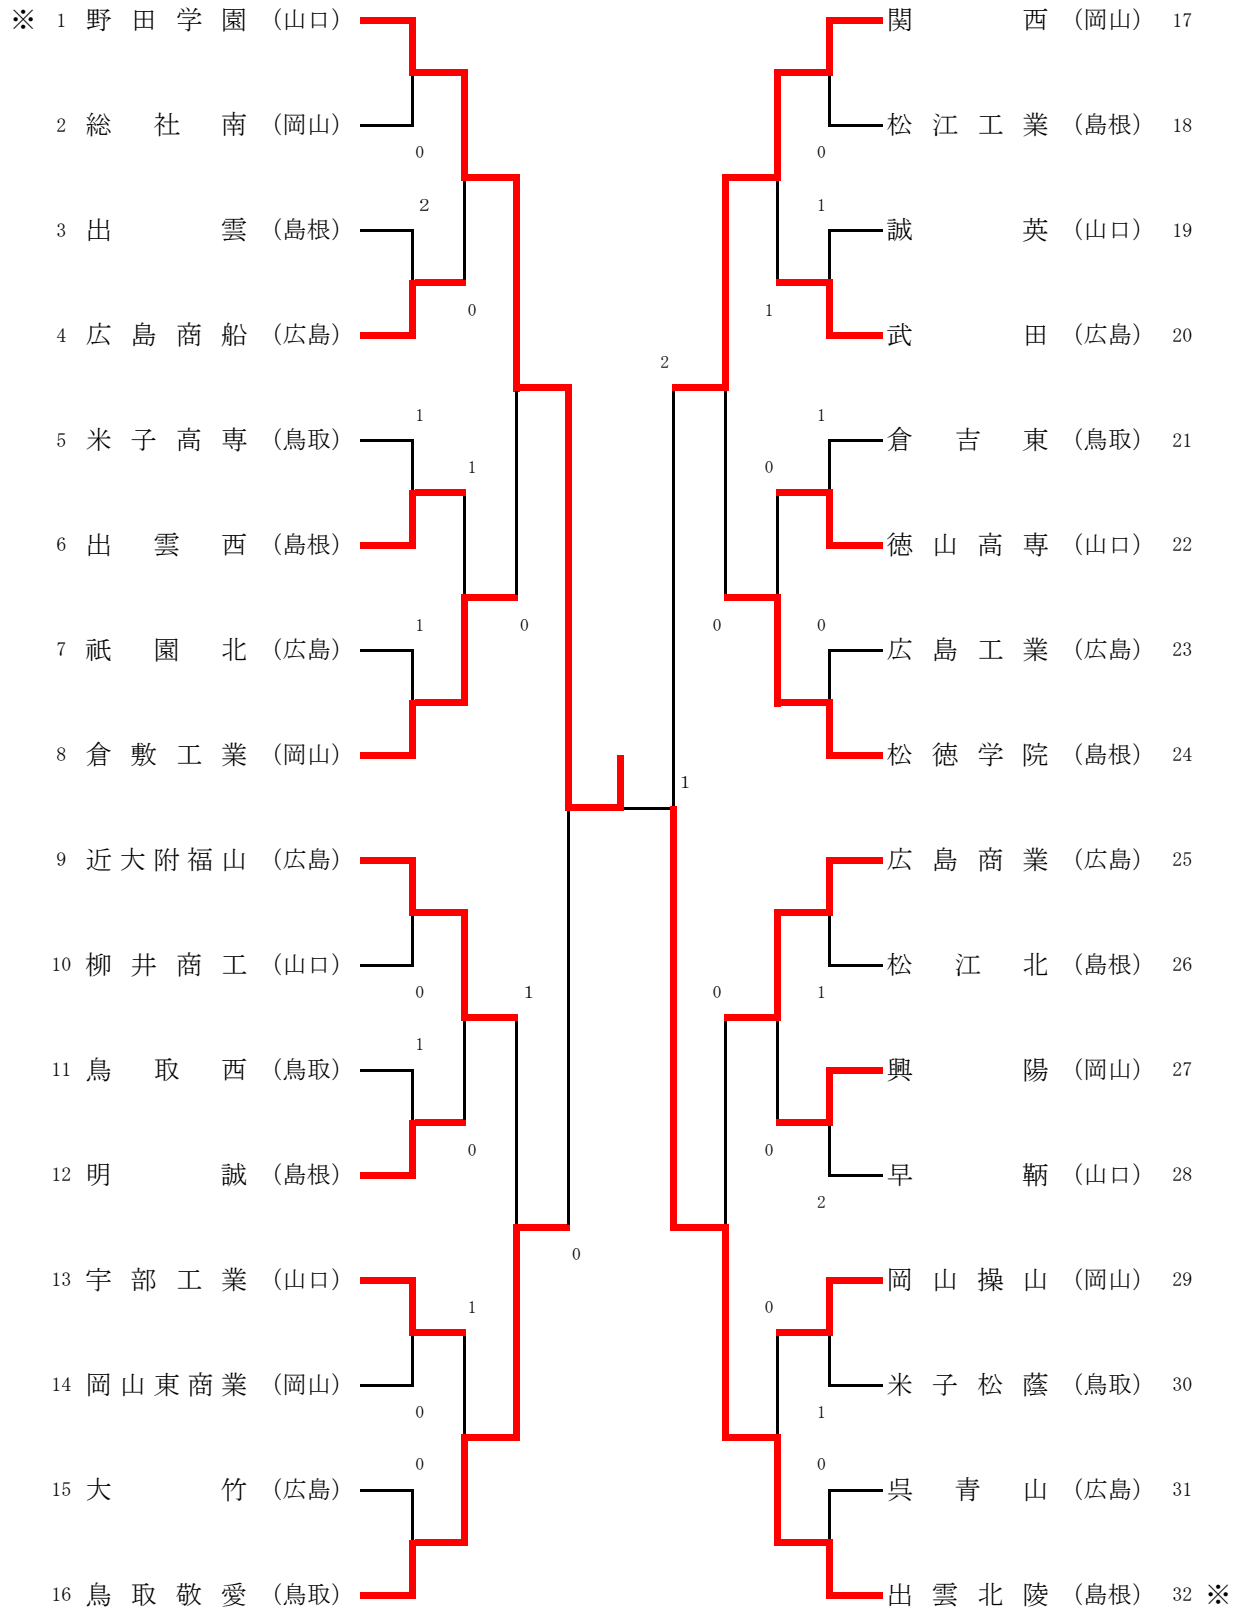 ※ 1 野田学園 (山口)
2 総社南 (岡山)
0
2
3 出雲 (島根)
0
4 広島商船 (広島)
1
5 米子高専 (鳥取)
1
6 出雲西 (島根)
1
0
7 祇園北 (広島)
8 倉敷工業 (岡山)
9 近大附福山 (広島)
10 柳井商工 (山口)
0
1
1
11 鳥取西 (鳥取)
0
12 明誠 (島根)
0
13 宇部工業 (山口)
1
14 岡山東商業 (岡山)
0
0
15 大竹 (広島)
16 鳥取敬愛 (鳥取)
関西 (岡山) 17
松江工業 (島根) 18
0
1
誠英 (山口) 19
1
武田 (広島) 20
2
1
倉吉東 (鳥取) 21
0
徳山高専 (山口) 22
0
0
広島工業 (広島) 23
松徳学院 (島根) 24
1
広島商業 (広島) 25
松江北 (島根) 26
0
1
興陽 (岡山) 27
0
早鞆 (山口) 28
2
岡山操山 (岡山) 29
0
米子松蔭 (鳥取) 30
1
0
呉青山 (広島) 31
出雲北陵 (島根) 32 ※